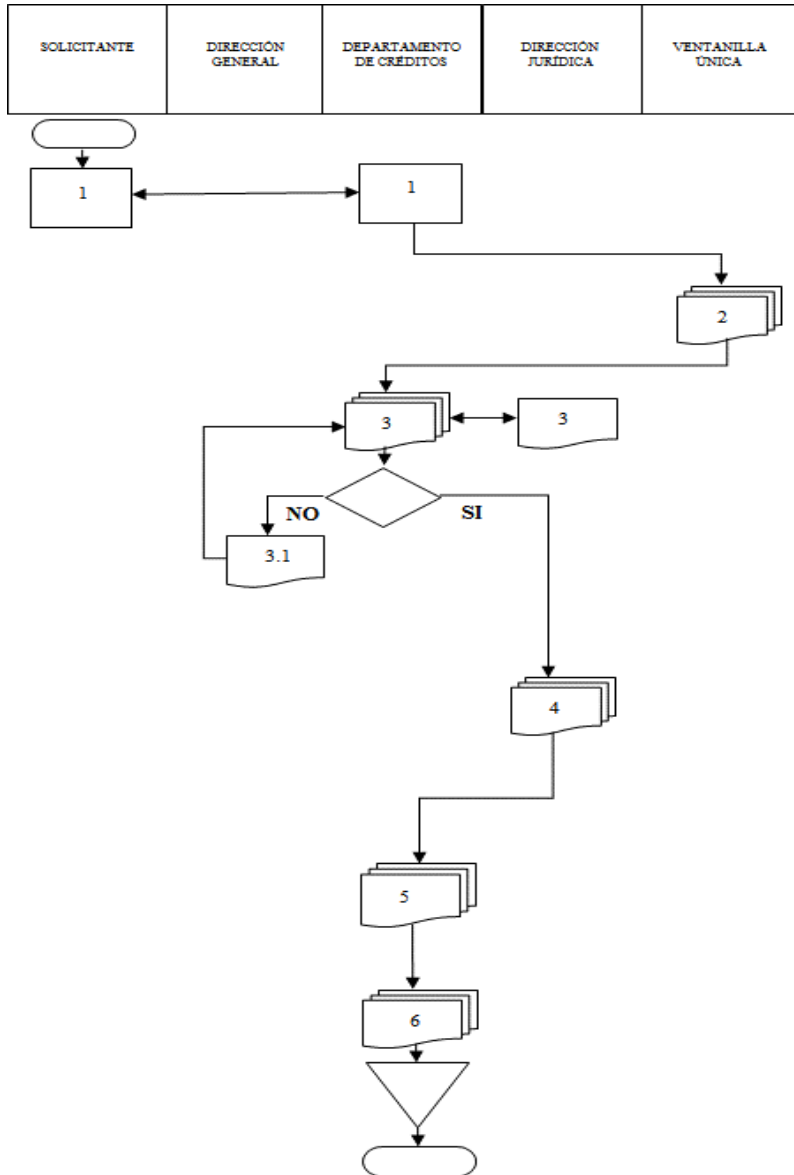 SOLICITANTE
DIRECCIÓN
GENERAL
DEPARTAMENTO
DE CRÉDITOS
DIRECCIÓN
JURÍDICA
VENTANILLA
ÚNICA
1
1
2
3
3
NO
SI
3.1
4
5
6